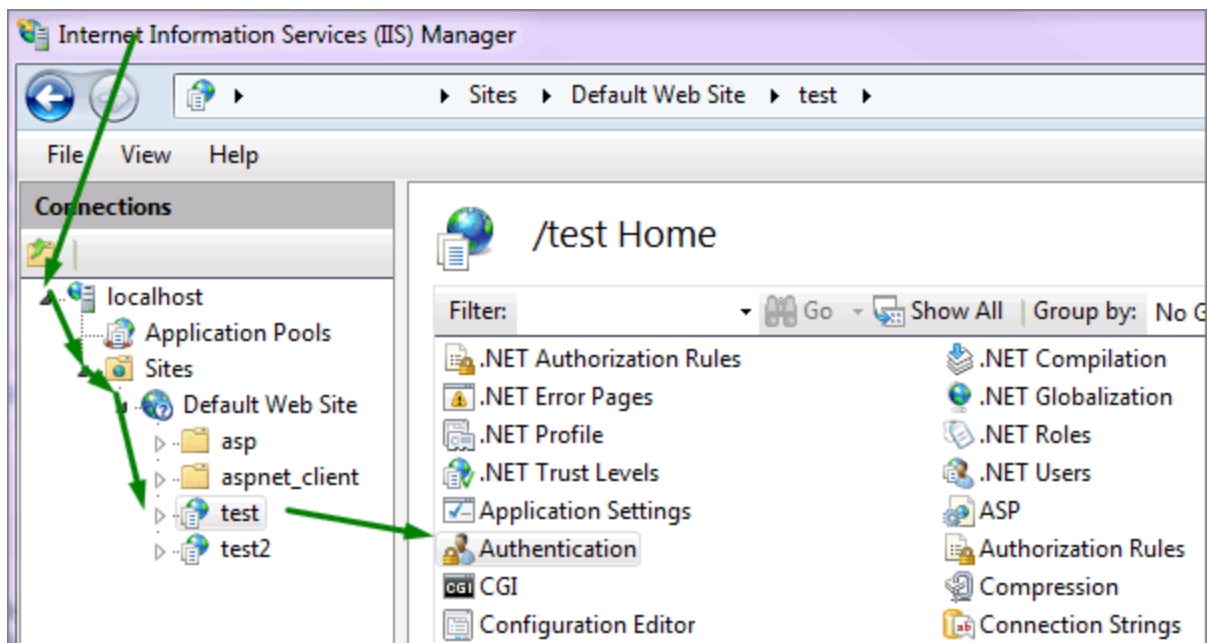 Internet Information Services (IIS) Manager
Sites Default Web Site test
File View Help
Connections
localhost
Application Pools
Sites
Default Web Site
asp
aspnet_client
test
test2
/test Home
Filter: Go Show All Group by: No G
.NET Authorization Rules .NET Compilation
.NET Error Pages .NET Globalization
.NET Profile .NET Roles
.NET Trust Levels .NET Users
Application Settings ASP
Authentication Authorization Rules
CGI CGI Compression
Configuration Editor ab Connection Strings